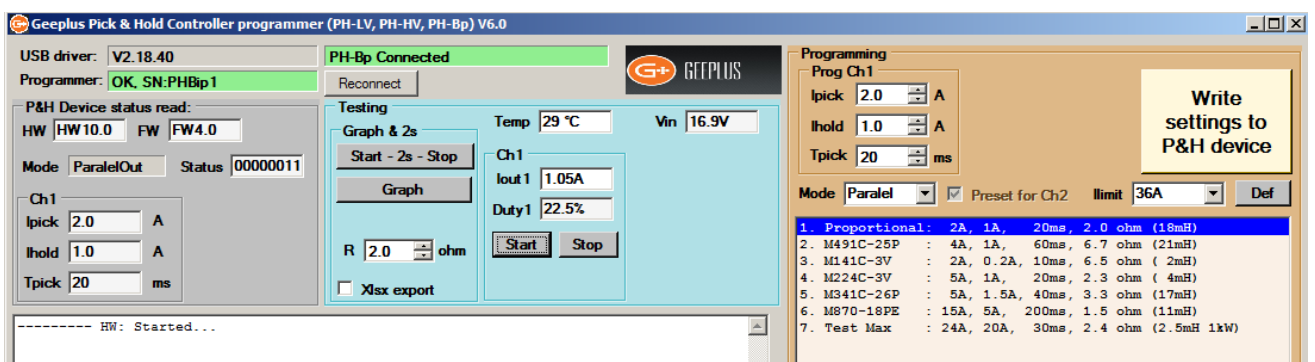 Geeplus Pick & Hold Controller programmer (PH-LV, PH-HV, PH-Bp) V6.0
USB driver: V2.18.40
Programmer: OK, SN:PHBip1
P&H Device status read:
HW HW10.0 FW FW4.0
Mode ParalelOut Status 00000011
Ch1
Ipick 2.0 A
Ihold 1.0 A
Tpick 20 ms
PH-Bp Connected
Reconnect
G+ GEEPLUS
Testing
Graph & 2s
Start - 2s - Stop
Graph
R 2.0 ohm
Xlsx export
Temp 29 °C Vin 16.9V
Ch1
Iout1 1.05A
Duty1 22.5%
Start Stop
Programming
Prog Ch1
Ipick 2.0 A
Ihold 1.0 A
Tpick 20 ms
Write
settings to
P&H device
Mode Paralel Preset for Ch2 Ilimit 36A Def
1. Proportional: 2A, 1A, 20ms, 2.0 ohm (18mH)
2. M491C-25P : 4A, 1A, 60ms, 6.7 ohm (21mH)
3. M141C-3V : 2A, 0.2A, 10ms, 6.5 ohm ( 2mH)
4. M224C-3V : 5A, 1A, 20ms, 2.3 ohm ( 4mH)
5. M341C-26P : 5A, 1.5A, 40ms, 3.3 ohm (17mH)
6. M870-18PE : 15A, 5A, 200ms, 1.5 ohm (11mH)
7. Test Max : 24A, 20A, 30ms, 2.4 ohm (2.5mH 1kW)
--------- HW: Started...